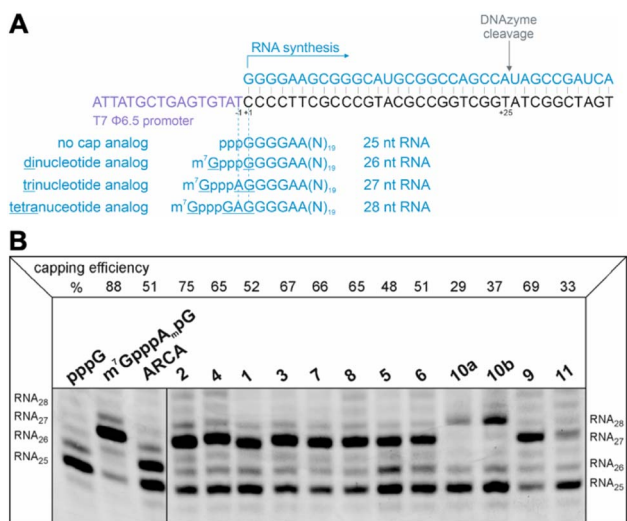 A
DNAzyme
cleavage
RNA synthesis
GGGGAAGCGGGCAUGCGGCCAGCCAUAGCCGAUCA
ATTATGCTGAGTGTATCCCCTTCGCCCGTACGCCGGTCGGTATCGGCTAGT
T7 Φ6.5 promoter
-1 +1
+25
no cap analog pppGGGGAA(N)19 25 nt RNA
dinucleotide analog m7GpppGGGGAA(N)19 26 nt RNA
trinucleotide analog m7GpppAGGGGAA(N)19 27 nt RNA
tetranuceotide analog m7GpppGAGGGGAA(N)19 28 nt RNA
B
capping efficiency
% 88 51 75 65 52 67 66 65 48 51 29 37 69 33
pppG m7GpppAmpG ARCA 2 4 1 3 7 8 5 6 10a 10b 9 11
RNA28
RNA27
RNA26
RNA25
RNA28
RNA27
RNA26
RNA25